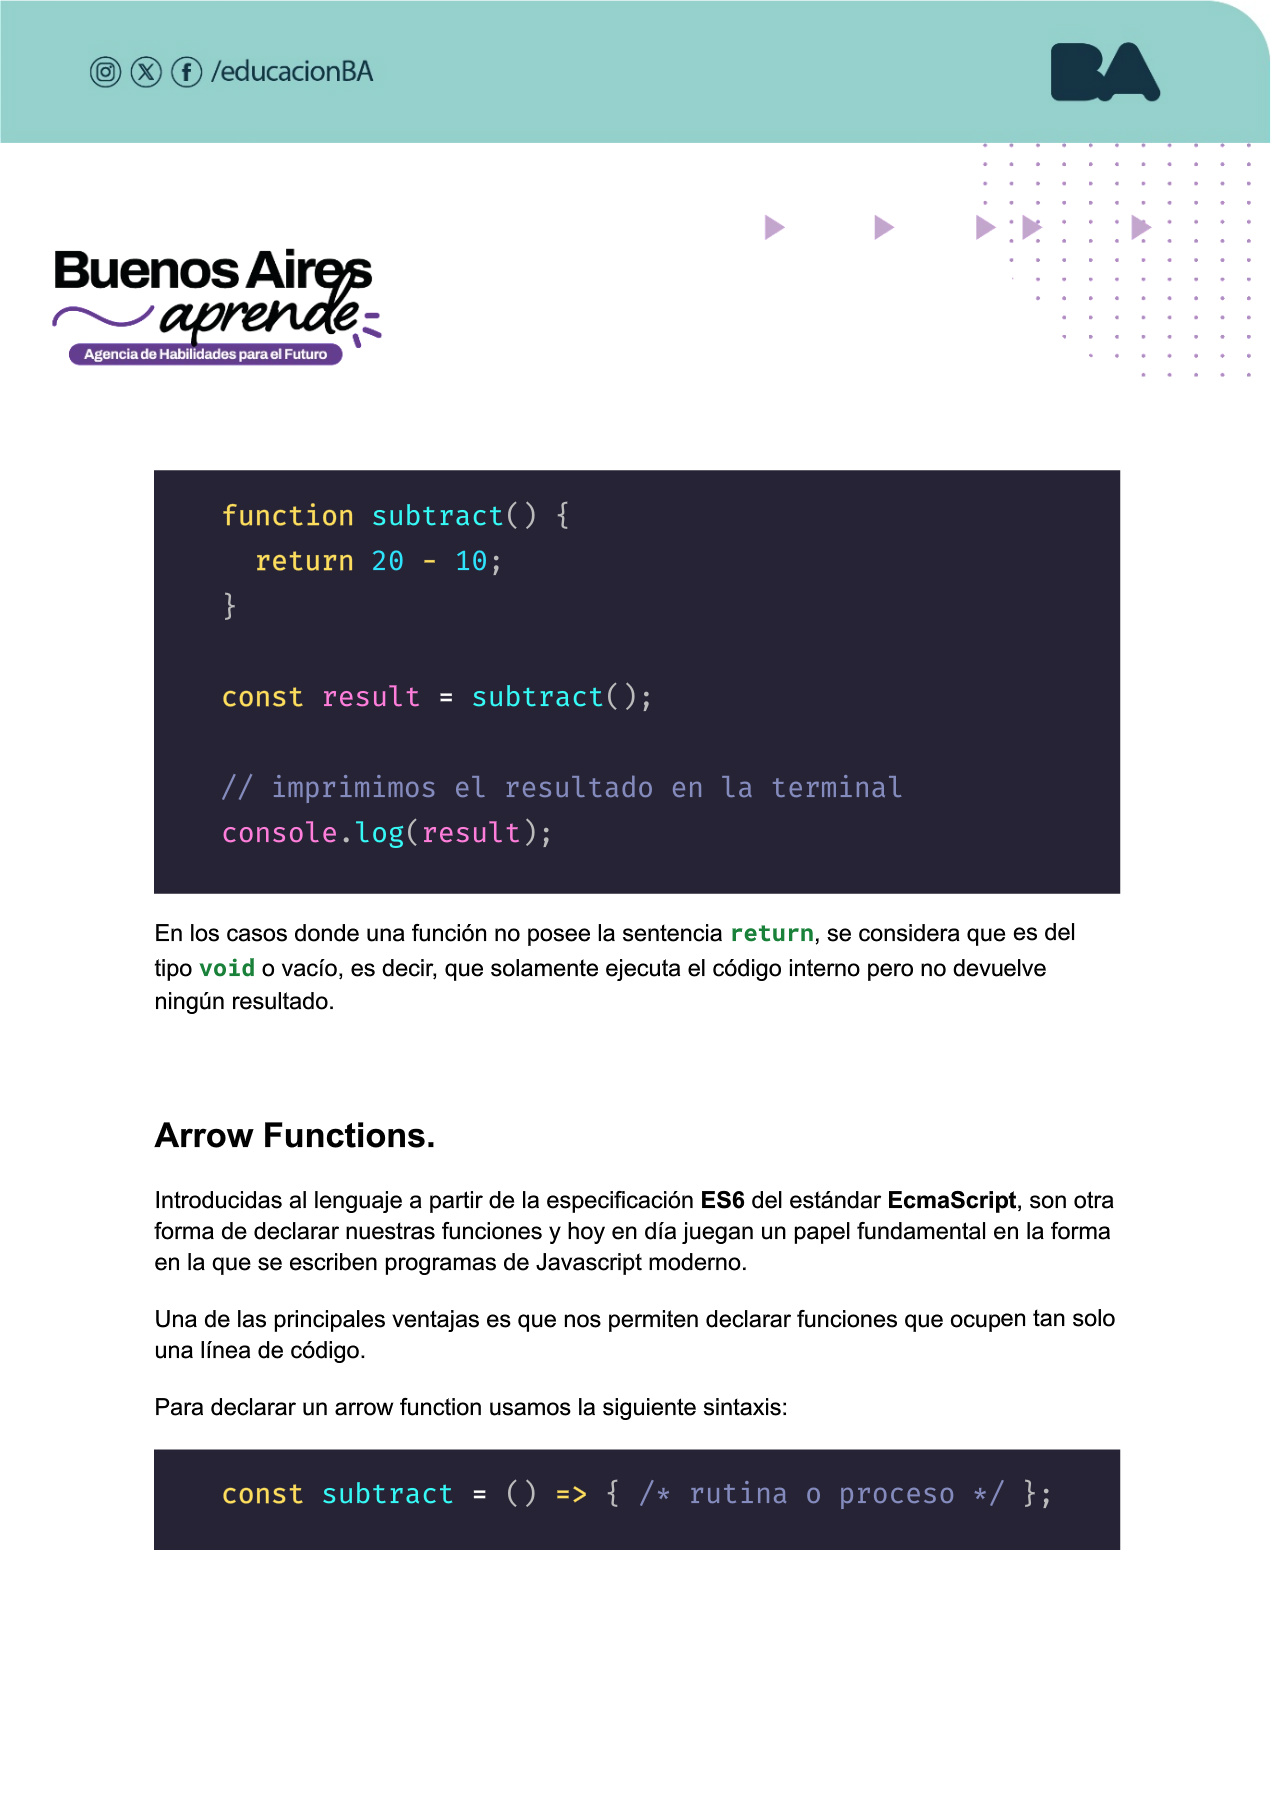 /educacionBA
BA
Buenos Aires
aprende
Agencia de Habilidades para el Futuro
function subtract() {
  return 20 - 10;
}
const result = subtract();
// imprimimos el resultado en la terminal
console.log(result);
En los casos donde una función no posee la sentencia return, se considera que es del
tipo void o vacío, es decir, que solamente ejecuta el código interno pero no devuelve
ningún resultado.
Arrow Functions.
Introducidas al lenguaje a partir de la especificación ES6 del estándar EcmaScript, son otra
forma de declarar nuestras funciones y hoy en día juegan un papel fundamental en la forma
en la que se escriben programas de Javascript moderno.
Una de las principales ventajas es que nos permiten declarar funciones que ocupen tan solo
una línea de código.
Para declarar un arrow function usamos la siguiente sintaxis:
const subtract = () => { /* rutina o proceso */ };